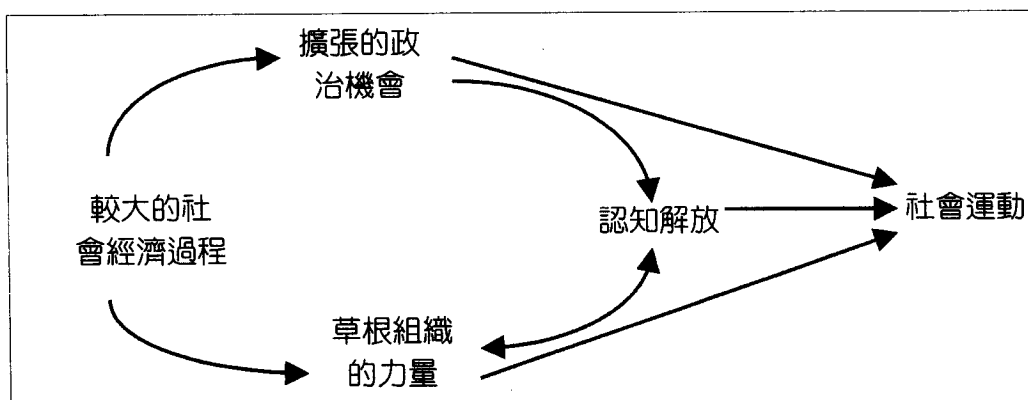 擴張的政
治機會
較大的社
會經濟過程
認知解放
社會運動
草根組織
的力量